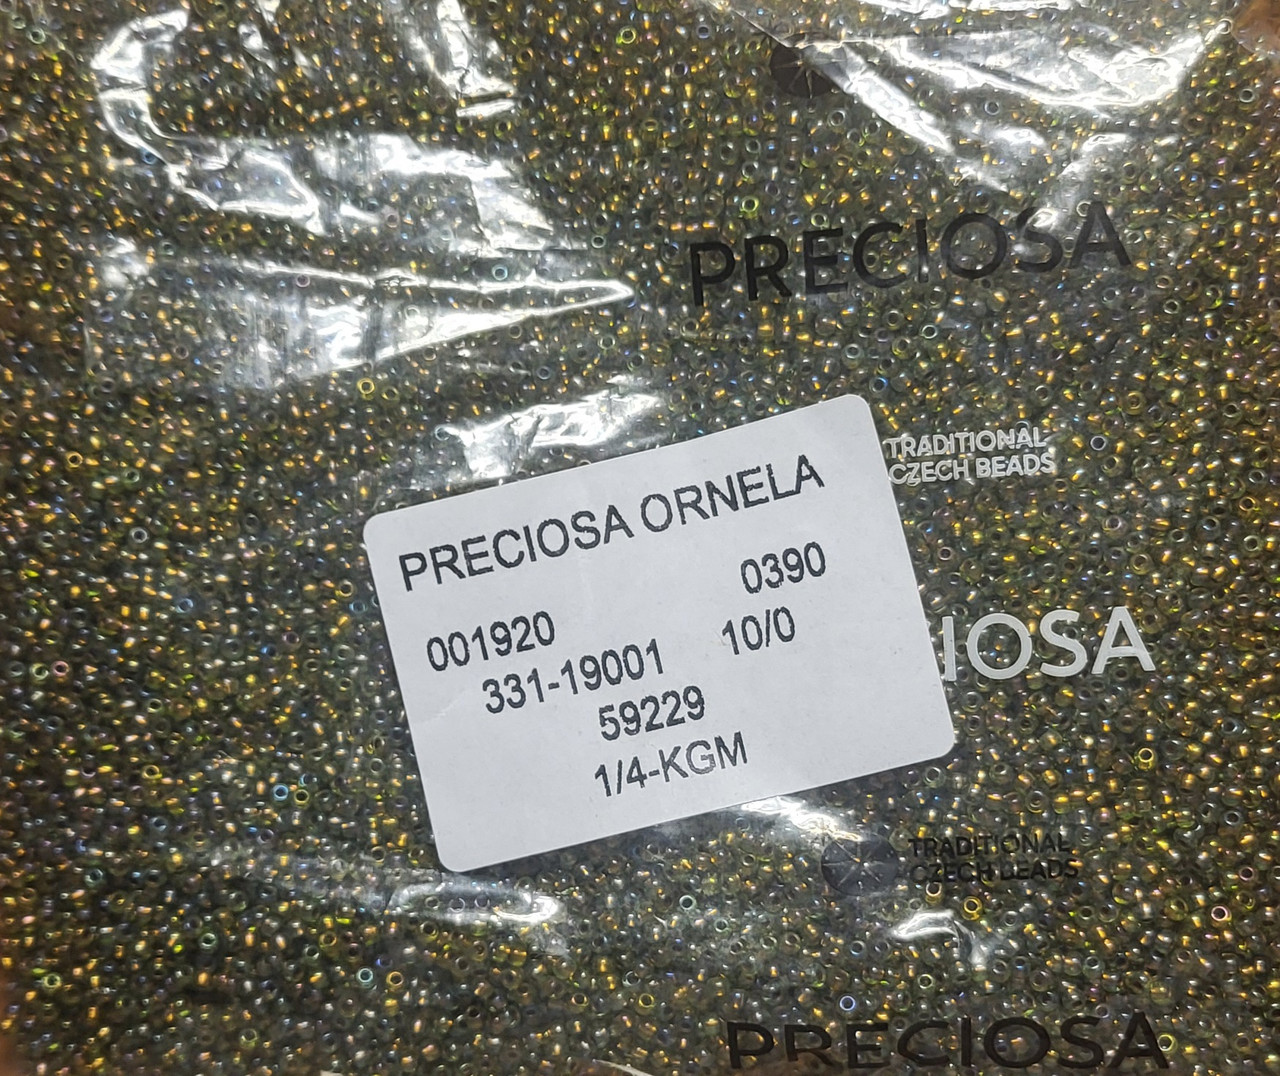 PRECIOSA
TRADITIONAL
CZECH BEADS
PRECIOSA ORNELA
0390
001920
10/0
331-19001
59229
1/4-KGM
IOSA
TRADITIONAL
CZECH BEADS
PRECIOSA